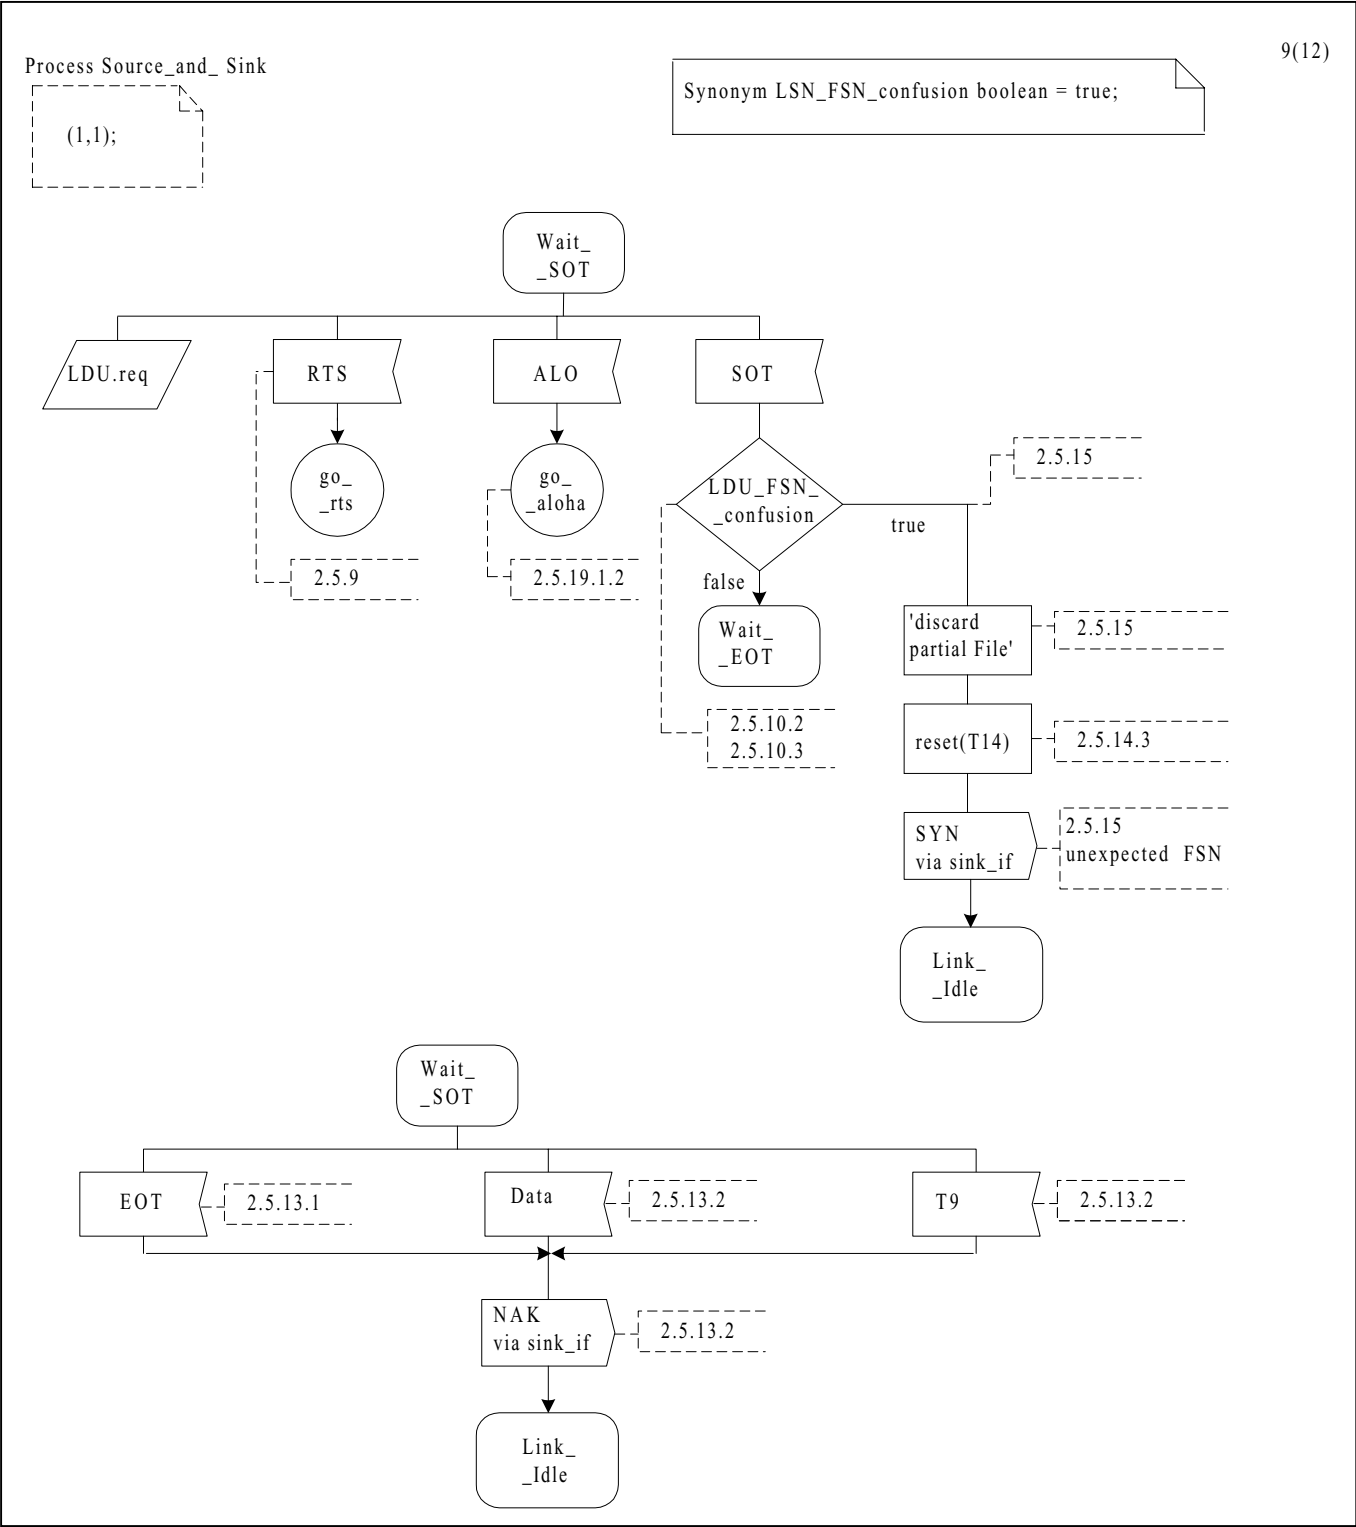 9(12)
Process Source_and_ Sink
(1,1);
Synonym LSN_FSN_confusion boolean = true;
Wait_
_SOT
LDU.req
RTS
ALO
SOT
go_
_rts
go_
_aloha
LDU_FSN_
_confusion
2.5.15
true
2.5.9
2.5.19.1.2
false
Wait_
_EOT
'discard
partial File'
2.5.15
2.5.10.2
2.5.10.3
reset(T14)
2.5.14.3
SYN
via sink_if
2.5.15
unexpected FSN
Link_
_Idle
Wait_
_SOT
EOT
2.5.13.1
Data
2.5.13.2
T9
2.5.13.2
NAK
via sink_if
2.5.13.2
Link_
_Idle